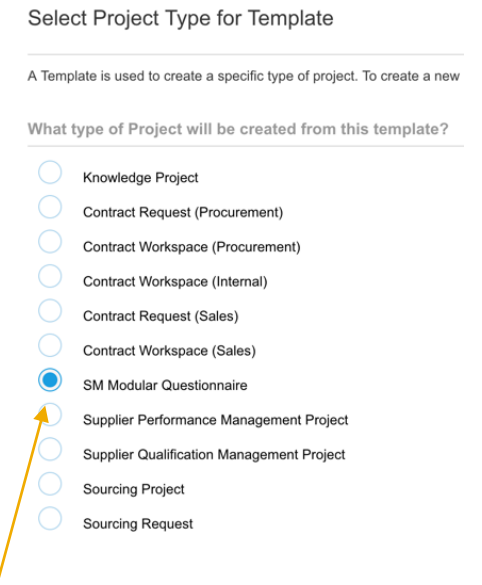 Select Project Type for Template
A Template is used to create a specific type of project. To create a new
What type of Project will be created from this template?
Knowledge Project
Contract Request (Procurement)
Contract Workspace (Procurement)
Contract Workspace (Internal)
Contract Request (Sales)
Contract Workspace (Sales)
SM Modular Questionnaire
Supplier Performance Management Project
Supplier Qualification Management Project
Sourcing Project
Sourcing Request